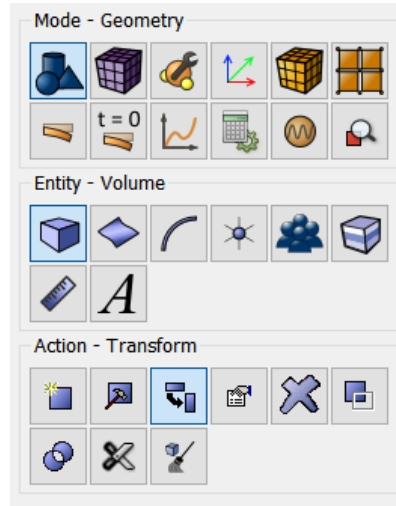 Mode - Geometry
t = 0
Entity - Volume
A
Action - Transform